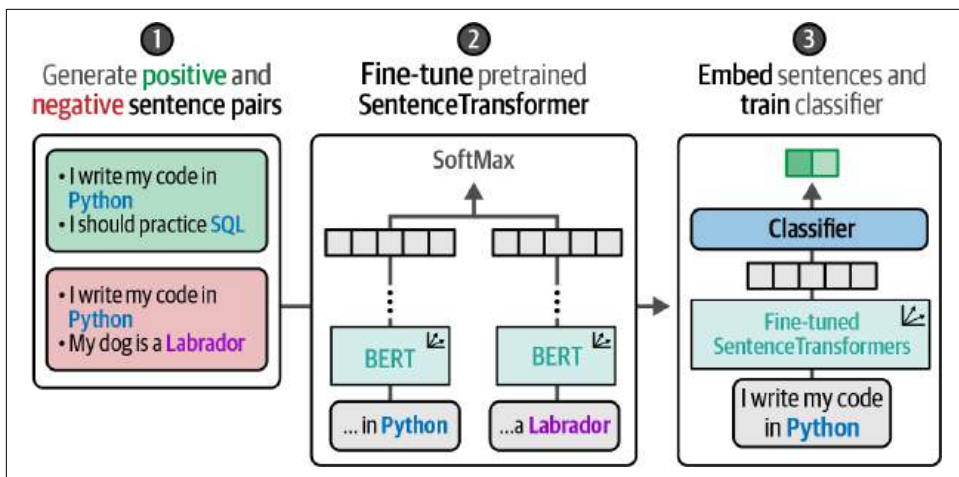 1
Generate positive and
negative sentence pairs
• I write my code in
Python
• I should practice SQL
• I write my code in
Python
• My dog is a Labrador
2
Fine-tune pretrained
SentenceTransformer
SoftMax
BERT
BERT
... in Python
...a Labrador
3
Embed sentences and
train classifier
Classifier
Fine-tuned
SentenceTransformers
I write my code
in Python